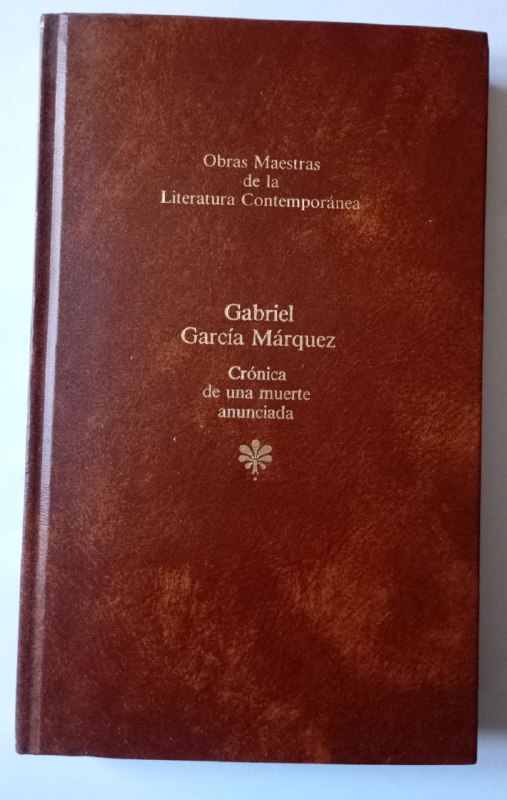 Obras Maestras
de la
Literatura Contemporánea
Gabriel
García Márquez
Crónica
de una muerte
anunciada